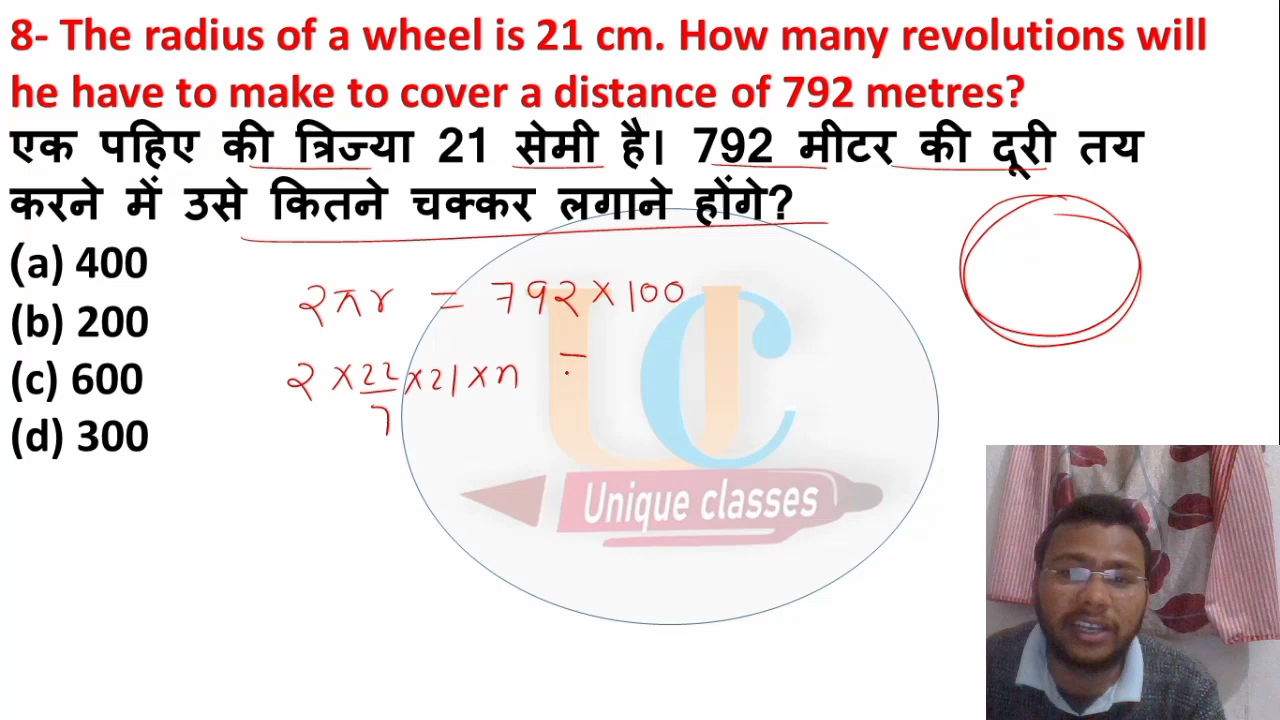 8- The radius of a wheel is 21 cm. How many revolutions will
he have to make to cover a distance of 792 metres?
एक पहिए की त्रिज्या 21 सेमी है। 792 मीटर की दूरी तय
करने में उसे कितने चक्कर लगाने होंगे?
(a) 400
(b) 200
(c) 600
(d) 300
2πr = 792 × 100
2 × 22/7 × 21 × n =
UC
Unique classes